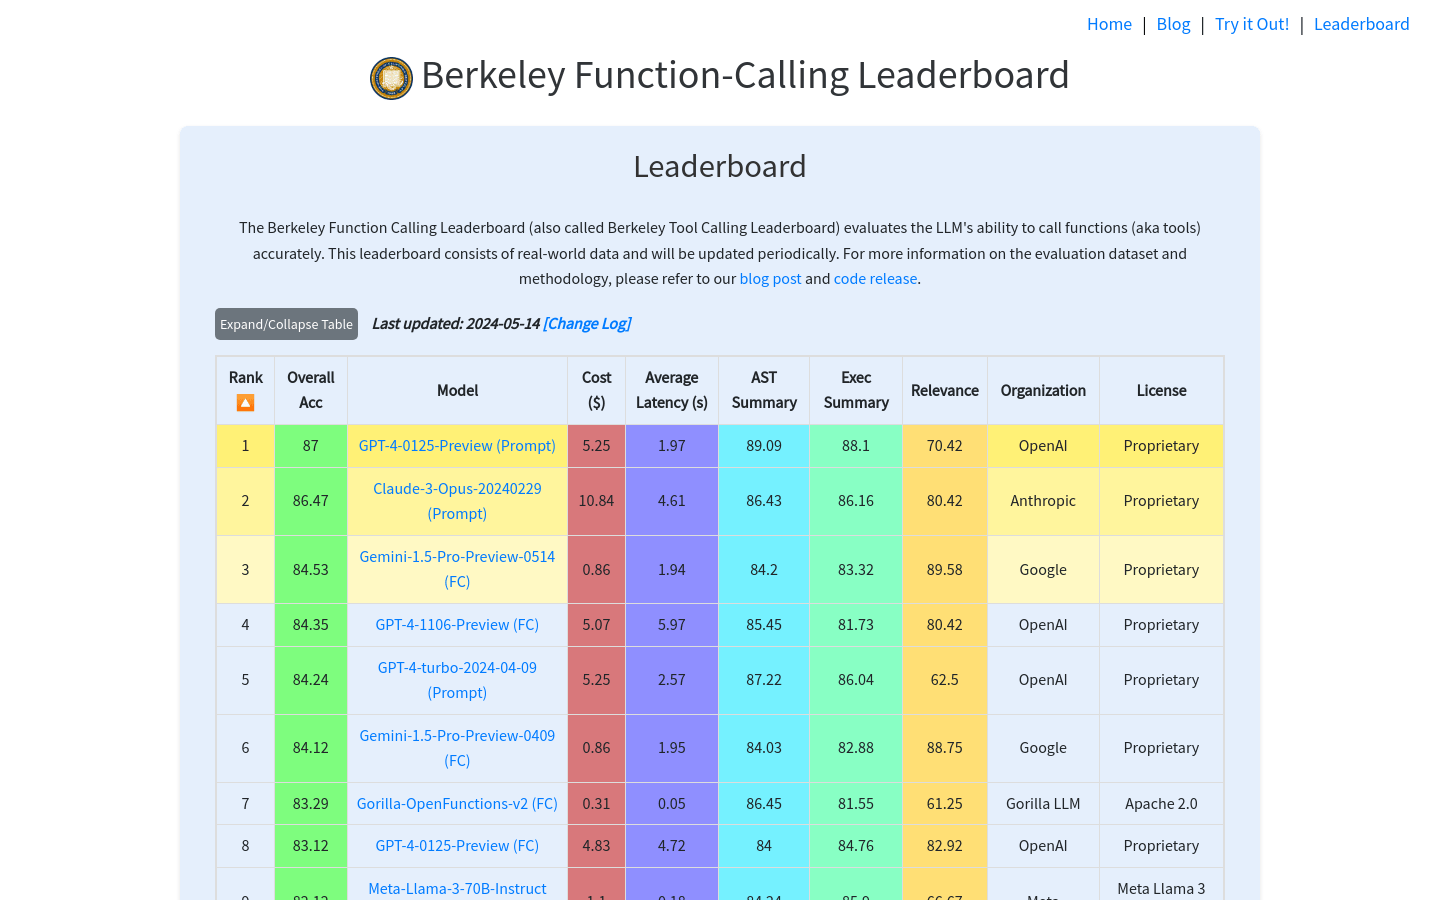 Home | Blog | Try it Out! | Leaderboard
Berkeley Function-Calling Leaderboard
Leaderboard
The Berkeley Function Calling Leaderboard (also called Berkeley Tool Calling Leaderboard) evaluates the LLM's ability to call functions (aka tools)
accurately. This leaderboard consists of real-world data and will be updated periodically. For more information on the evaluation dataset and
methodology, please refer to our blog post and code release.
Expand/Collapse Table Last updated: 2024-05-14 [Change Log]
Rank Overall Acc Model Cost ($) Average Latency (s) AST Summary Exec Summary Relevance Organization License
1 87 GPT-4-0125-Preview (Prompt) 5.25 1.97 89.09 88.1 70.42 OpenAI Proprietary
2 86.47 Claude-3-Opus-20240229 (Prompt) 10.84 4.61 86.43 86.16 80.42 Anthropic Proprietary
3 84.53 Gemini-1.5-Pro-Preview-0514 (FC) 0.86 1.94 84.2 83.32 89.58 Google Proprietary
4 84.35 GPT-4-1106-Preview (FC) 5.07 5.97 85.45 81.73 80.42 OpenAI Proprietary
5 84.24 GPT-4-turbo-2024-04-09 (Prompt) 5.25 2.57 87.22 86.04 62.5 OpenAI Proprietary
6 84.12 Gemini-1.5-Pro-Preview-0409 (FC) 0.86 1.95 84.03 82.88 88.75 Google Proprietary
7 83.29 Gorilla-OpenFunctions-v2 (FC) 0.31 0.05 86.45 81.55 61.25 Gorilla LLM Apache 2.0
8 83.12 GPT-4-0125-Preview (FC) 4.83 4.72 84 84.76 82.92 OpenAI Proprietary
Meta-Llama-3-70B-Instruct Meta Llama 3